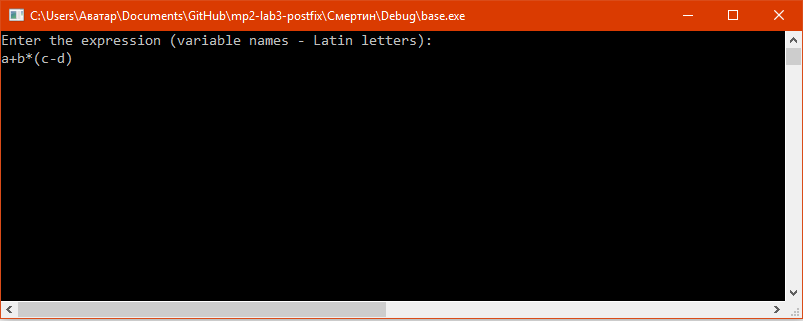 C:\Users\Аватар\Documents\GitHub\mp2-lab3-postfix\Смертин\Debug\base.exe
Enter the expression (variable names - Latin letters):
a+b*(c-d)